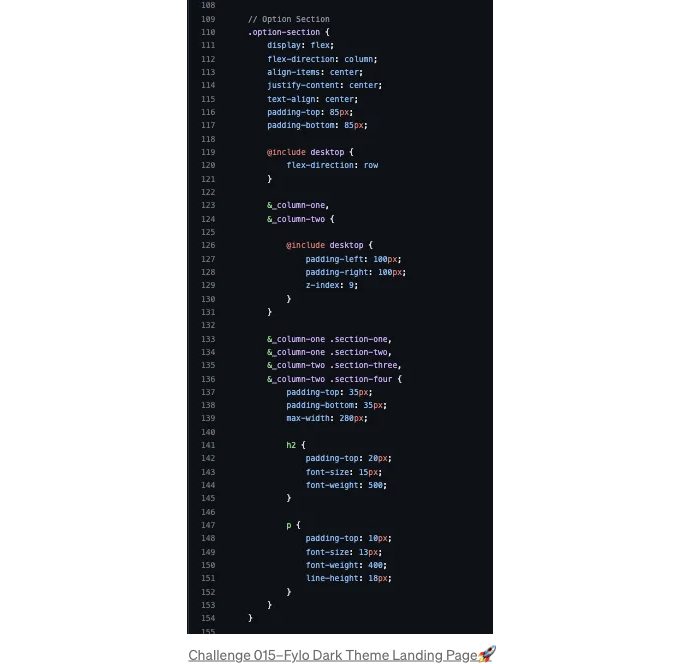 108
109 // Option Section
110 .option-section {
111 display: flex;
112 flex-direction: column;
113 align-items: center;
114 justify-content: center;
115 text-align: center;
116 padding-top: 85px;
117 padding-bottom: 85px;
118
119 @include desktop {
120 flex-direction: row
121 }
122
123 &_column-one,
124 &_column-two {
125
126 @include desktop {
127 padding-left: 100px;
128 padding-right: 100px;
129 z-index: 9;
130 }
131 }
132
133 &_column-one .section-one,
134 &_column-one .section-two,
135 &_column-two .section-three,
136 &_column-two .section-four {
137 padding-top: 35px;
138 padding-bottom: 35px;
139 max-width: 280px;
140
141 h2 {
142 padding-top: 20px;
143 font-size: 15px;
144 font-weight: 500;
145 }
146
147 p {
148 padding-top: 10px;
149 font-size: 13px;
150 font-weight: 400;
151 line-height: 18px;
152 }
153 }
154 }
155
Challenge 015–Fylo Dark Theme Landing Page🚀